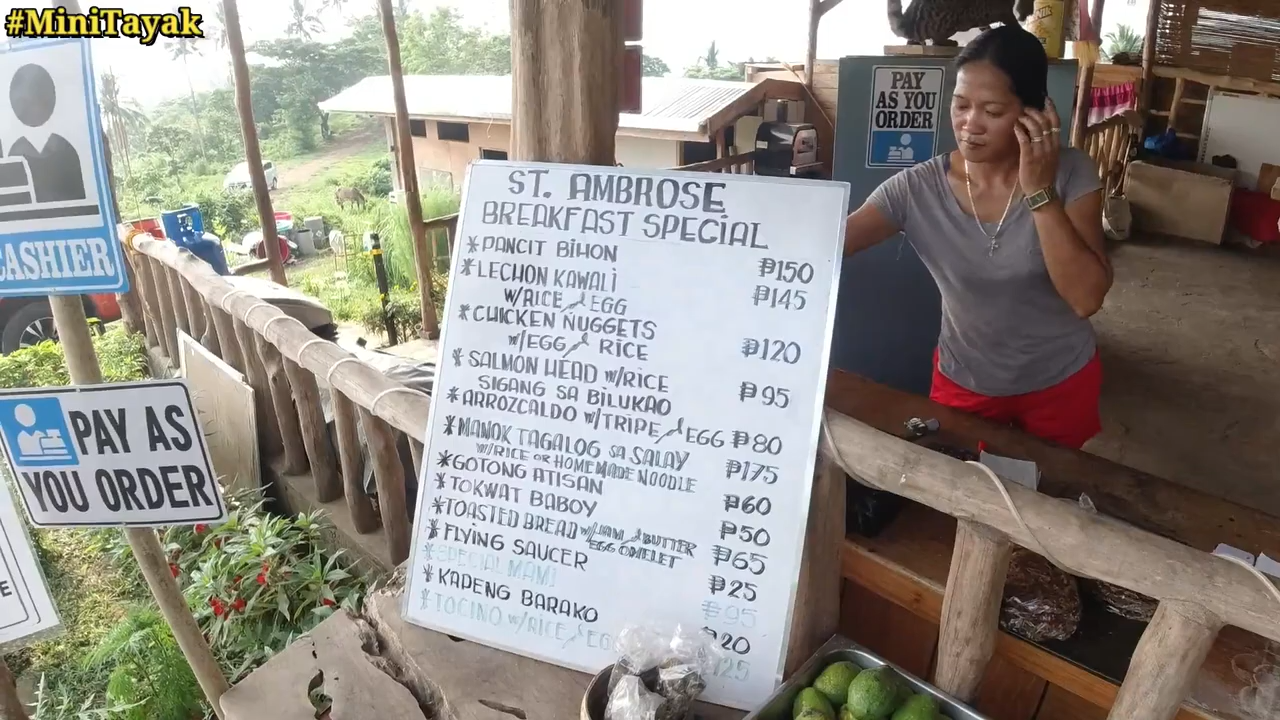 #MiniTayak
CASHIER
PAY AS
YOU ORDER
PAY
AS YOU
ORDER
ST. AMBROSE
BREAKFAST SPECIAL
* PANCIT BIHON ₱150
* LECHON KAWALI ₱145
W/RICE & EGG
* CHICKEN NUGGETS
W/EGG & RICE ₱120
* SALMON HEAD W/RICE
SIGANG SA BILUKAO ₱95
* ARROZCALDO W/TRIPE & EGG ₱80
* MANOK TAGALOG SA SALAY ₱175
W/RICE OR HOMEMADE NOODLE
* GOTONG ATISAN ₱60
* TOKWAT BABOY ₱50
* TOASTED BREAD W/JAM & BUTTER ₱65
EGG OMELET
* FLYING SAUCER ₱25
* SPECIAL MAMI ₱95
* KAPENG BARAKO ₱20
* TOCINO W/RICE & EGG 125